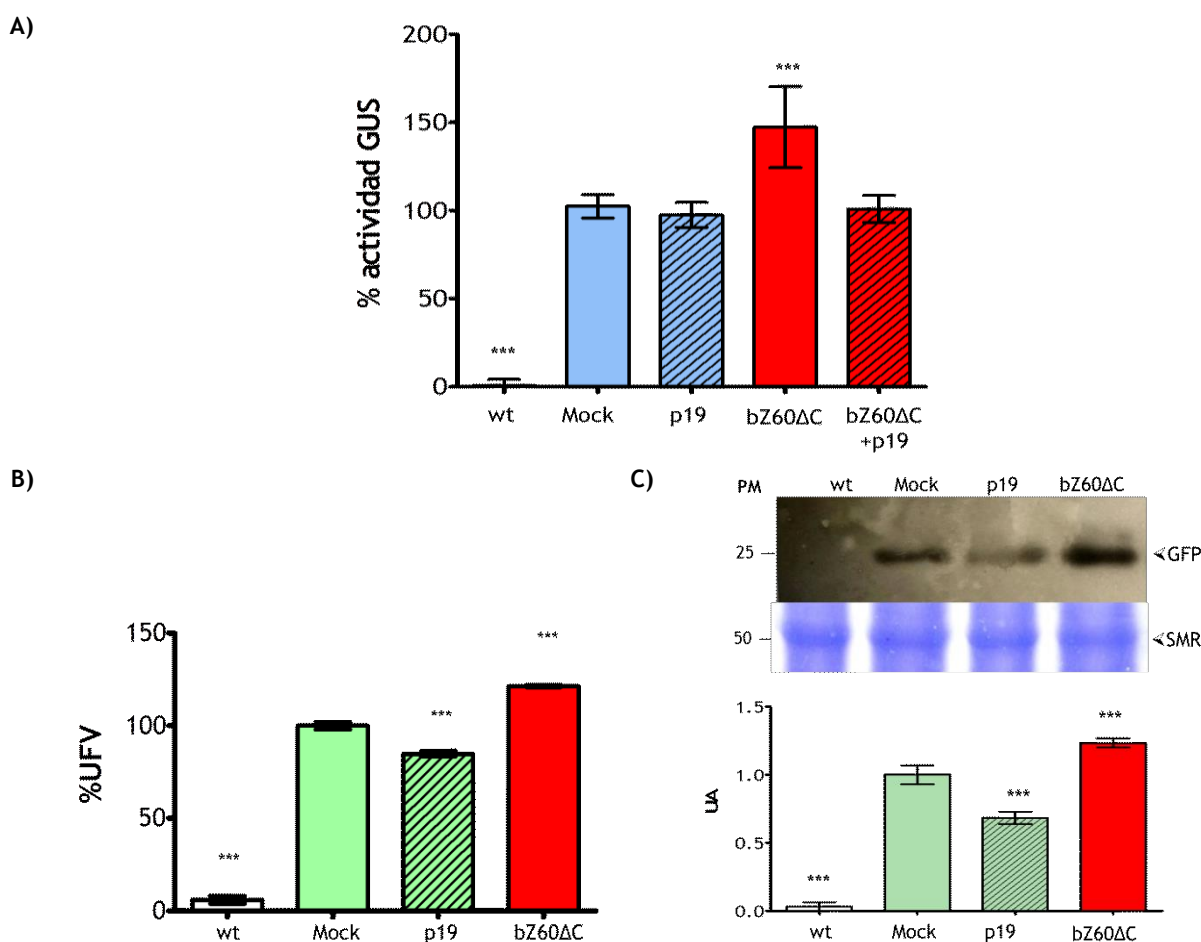 A)
% actividad GUS
200
150
100
50
0
***
***
wt Mock p19 bZ60ΔC bZ60ΔC
+p19
B)
%UFV
150
100
50
0
***
***
***
wt Mock p19 bZ60ΔC
C)
PM wt Mock p19 bZ60ΔC
25 GFP
50 SMR
UA
1.5
1.0
0.5
0.0
***
***
***
wt Mock p19 bZ60ΔC